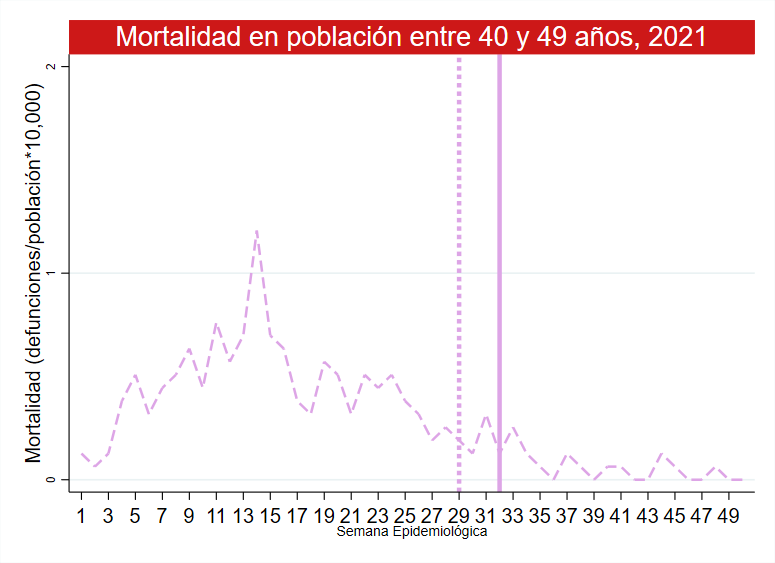 Mortalidad en población entre 40 y 49 años, 2021
Mortalidad (defunciones/población*10,000)
2
1
0
1 3 5 7 9 11 13 15 17 19 21 23 25 27 29 31 33 35 37 39 41 43 45 47 49
Semana Epidemiológica